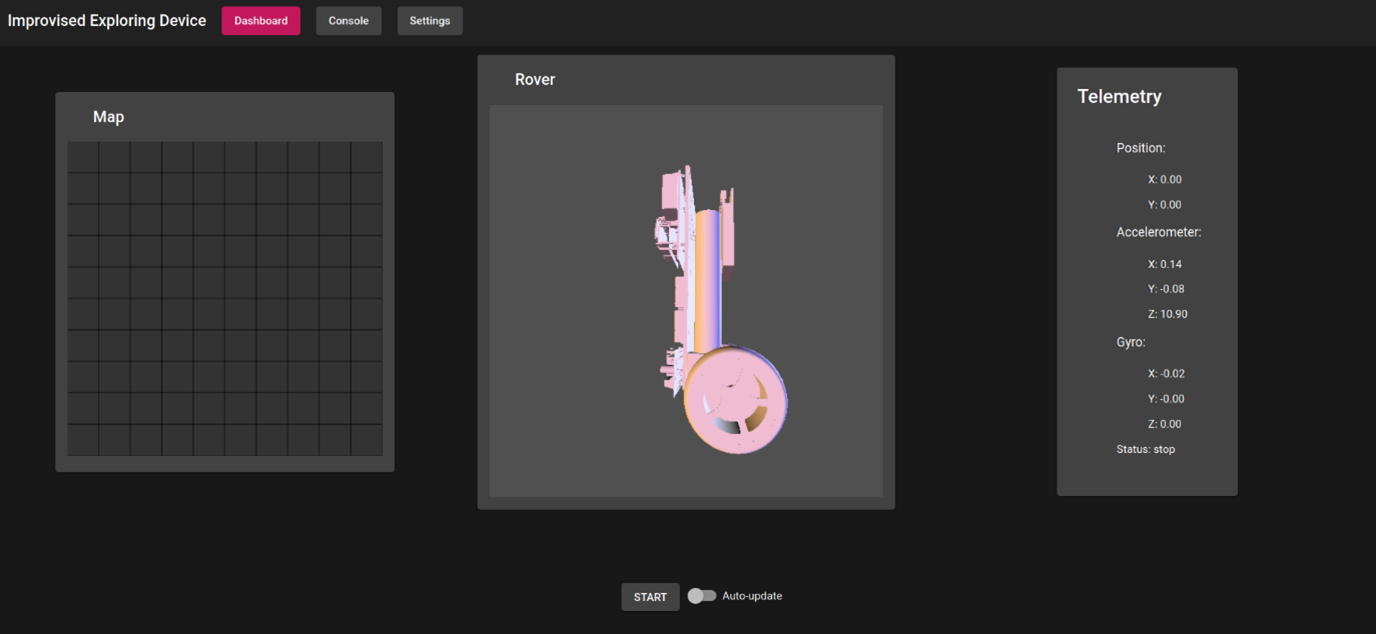 Improvised Exploring Device
Dashboard
Console
Settings
Map
Rover
Telemetry
Position:
X: 0.00
Y: 0.00
Accelerometer:
X: 0.14
Y: -0.08
Z: 10.90
Gyro:
X: -0.02
Y: -0.00
Z: 0.00
Status: stop
START
Auto-update